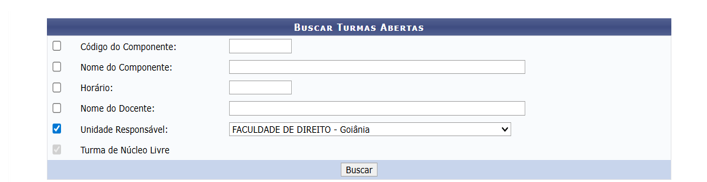 Buscar Turmas Abertas
Código do Componente:
Nome do Componente:
Horário:
Nome do Docente:
Unidade Responsável: FACULDADE DE DIREITO - Goiânia
Turma de Núcleo Livre
Buscar